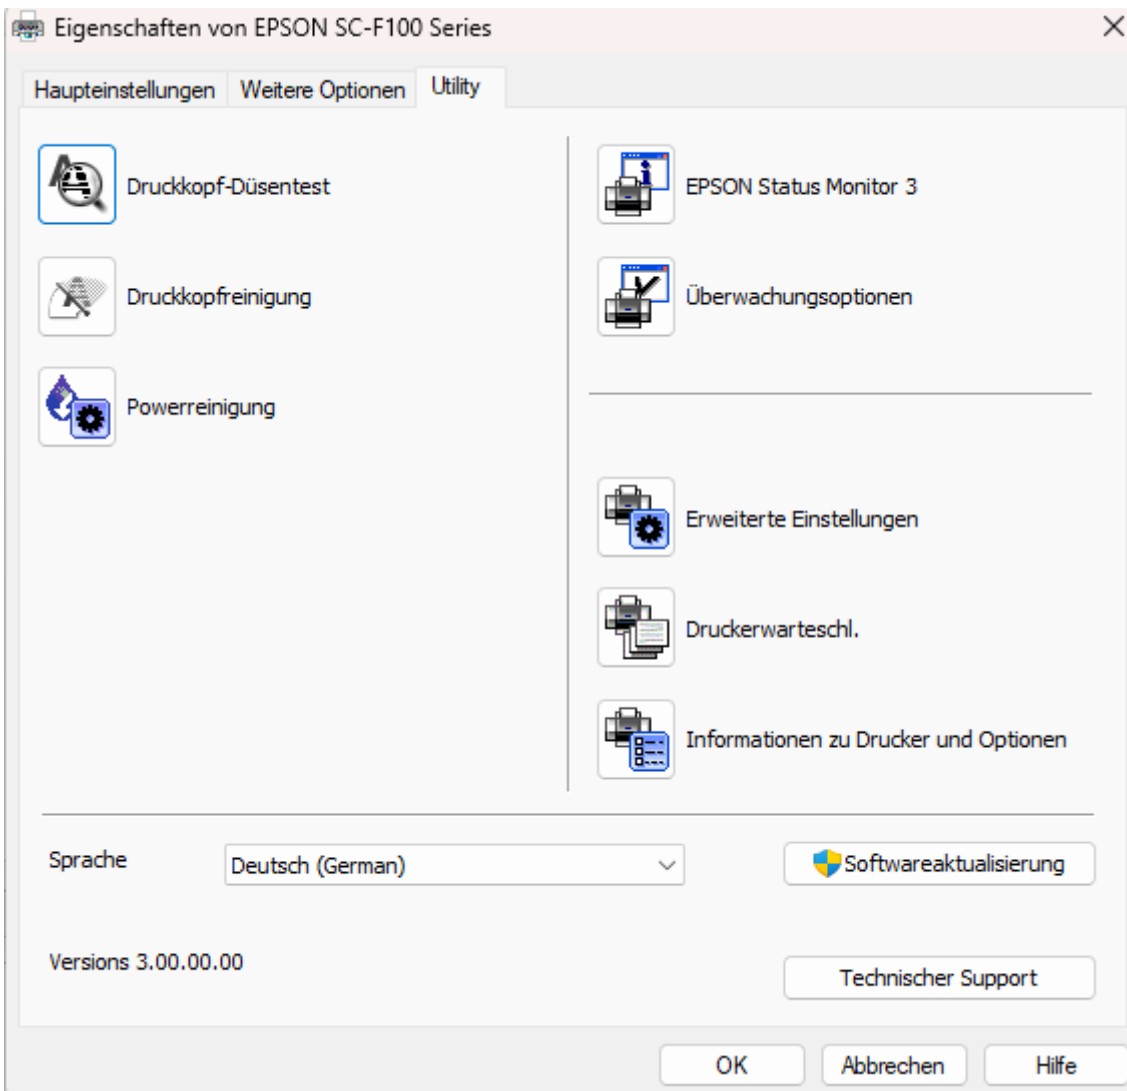 Eigenschaften von EPSON SC-F100 Series
Haupteinstellungen
Weitere Optionen
Utility
Druckkopf-Düsentest
Druckkopfreinigung
Powerreinigung
EPSON Status Monitor 3
Überwachungsoptionen
Erweiterte Einstellungen
Druckerwarteschl.
Informationen zu Drucker und Optionen
Sprache
Deutsch (German)
Softwareaktualisierung
Versions 3.00.00.00
Technischer Support
OK
Abbrechen
Hilfe